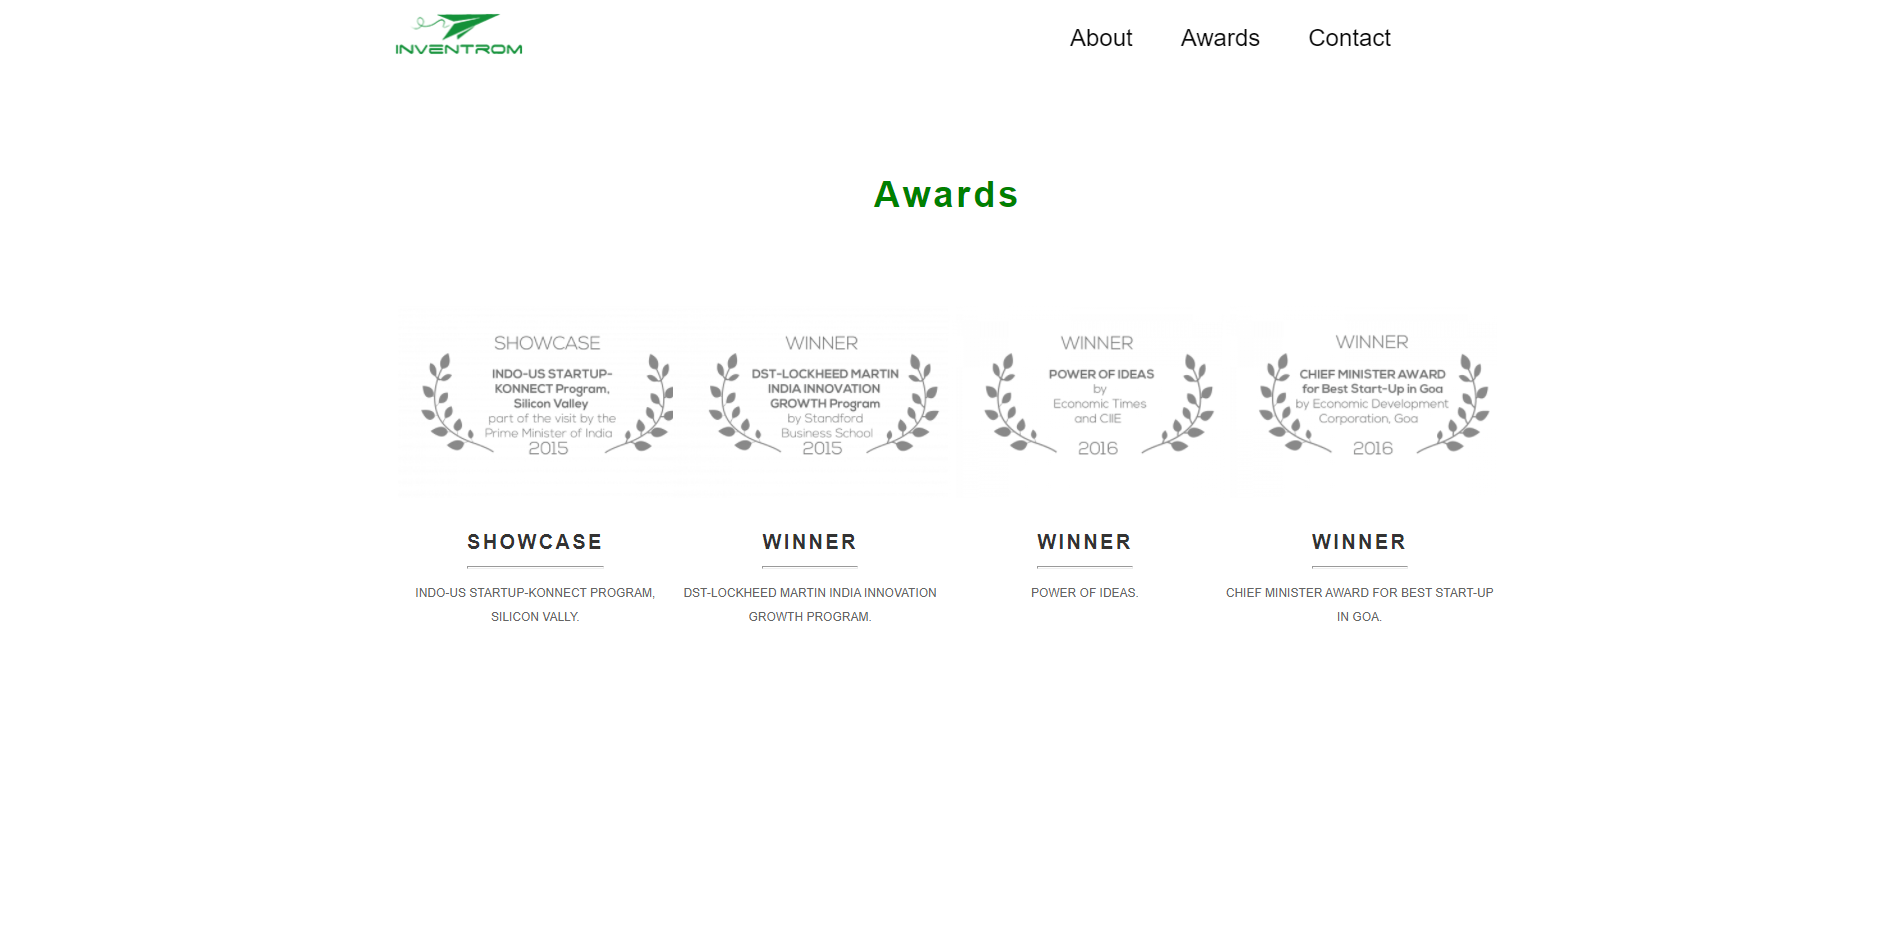 INVENTROM
About Awards Contact
Awards
SHOWCASE
INDO-US STARTUP-
KONNECT Program,
Silicon Valley
part of the visit by the
Prime Minister of India
2015
WINNER
DST-LOCKHEED MARTIN
INDIA INNOVATION
GROWTH Program
by Standford
Business School
2015
WINNER
POWER OF IDEAS
by
Economic Times
and CIIE
2016
WINNER
CHIEF MINISTER AWARD
for Best Start-Up in Goa
by Economic Development
Corporation, Goa
2016
SHOWCASE
INDO-US STARTUP-KONNECT PROGRAM,
SILICON VALLY.
WINNER
DST-LOCKHEED MARTIN INDIA INNOVATION
GROWTH PROGRAM.
WINNER
POWER OF IDEAS.
WINNER
CHIEF MINISTER AWARD FOR BEST START-UP
IN GOA.